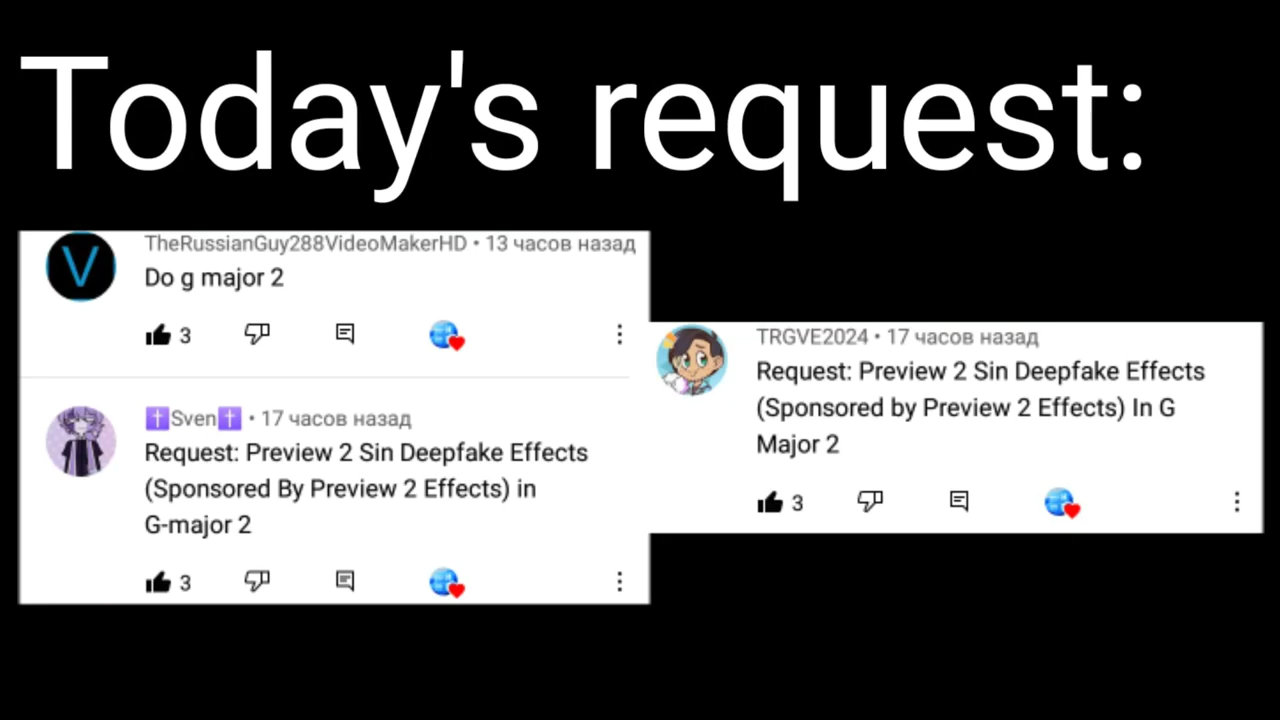 Today's request:
TheRussianGuy288VideoMakerHD • 13 часов назад
Do g major 2
3
✝️Sven✝️ • 17 часов назад
Request: Preview 2 Sin Deepfake Effects
(Sponsored By Preview 2 Effects) in
G-major 2
3
TRGVE2024 • 17 часов назад
Request: Preview 2 Sin Deepfake Effects
(Sponsored by Preview 2 Effects) In G
Major 2
3
V